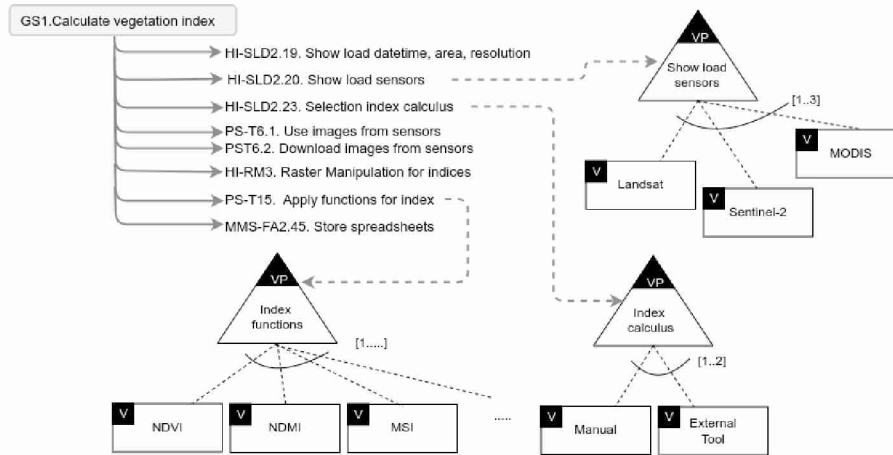 GS1.Calculate vegetation index
HI-SLD2.19. Show load datetime, area, resolution
HI-SLD2.20. Show load sensors
HI-SLD2.23. Selection index calculus
PS-T6.1. Use images from sensors
PST6.2. Download images from sensors
HI-RM3. Raster Manipulation for indices
PS-T15. Apply functions for index
MMS-FA2.45. Store spreadsheets
VP
Show load
sensors
[1..3]
V
Landsat
V
Sentinel-2
V
MODIS
VP
Index
functions
[1.....]
V
NDVI
V
NDMI
V
MSI
.....
VP
Index
calculus
[1..2]
V
Manual
V
External
Tool